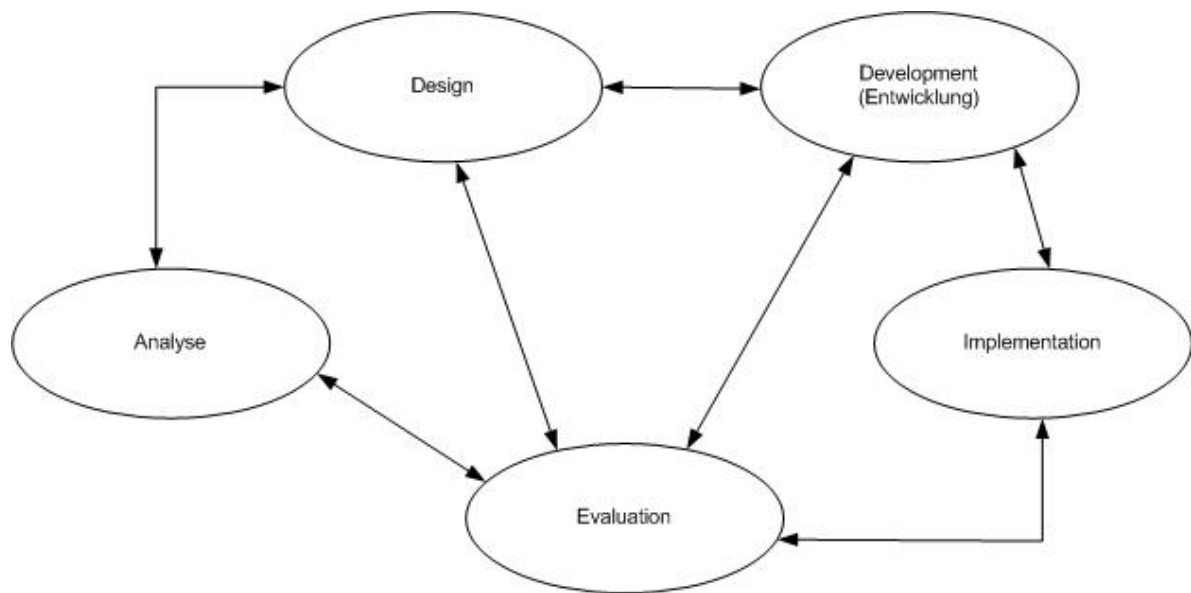 Design
Development
(Entwicklung)
Analyse
Implementation
Evaluation